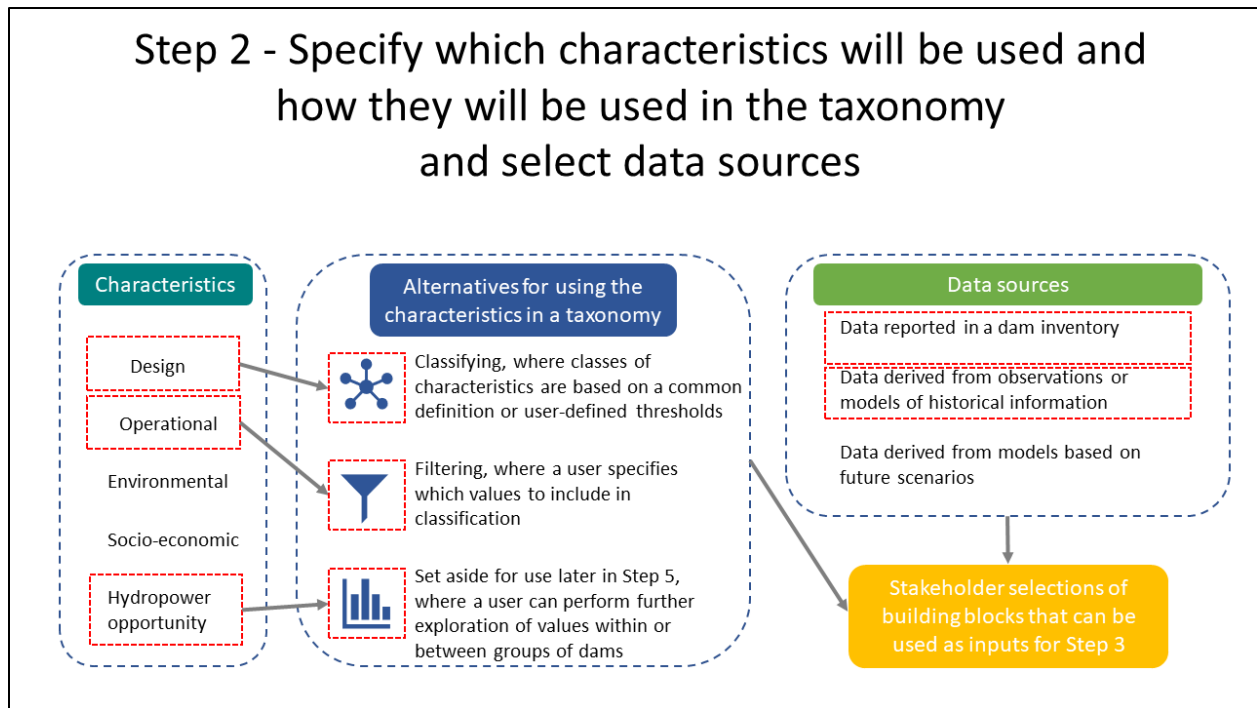 Step 2 - Specify which characteristics will be used and
how they will be used in the taxonomy
and select data sources
Characteristics
Design
Operational
Environmental
Socio-economic
Hydropower
opportunity
Alternatives for using the
characteristics in a taxonomy
Classifying, where classes of
characteristics are based on a common
definition or user-defined thresholds
Filtering, where a user specifies
which values to include in
classification
Set aside for use later in Step 5,
where a user can perform further
exploration of values within or
between groups of dams
Data sources
Data reported in a dam inventory
Data derived from observations or
models of historical information
Data derived from models based on
future scenarios
Stakeholder selections of
building blocks that can be
used as inputs for Step 3